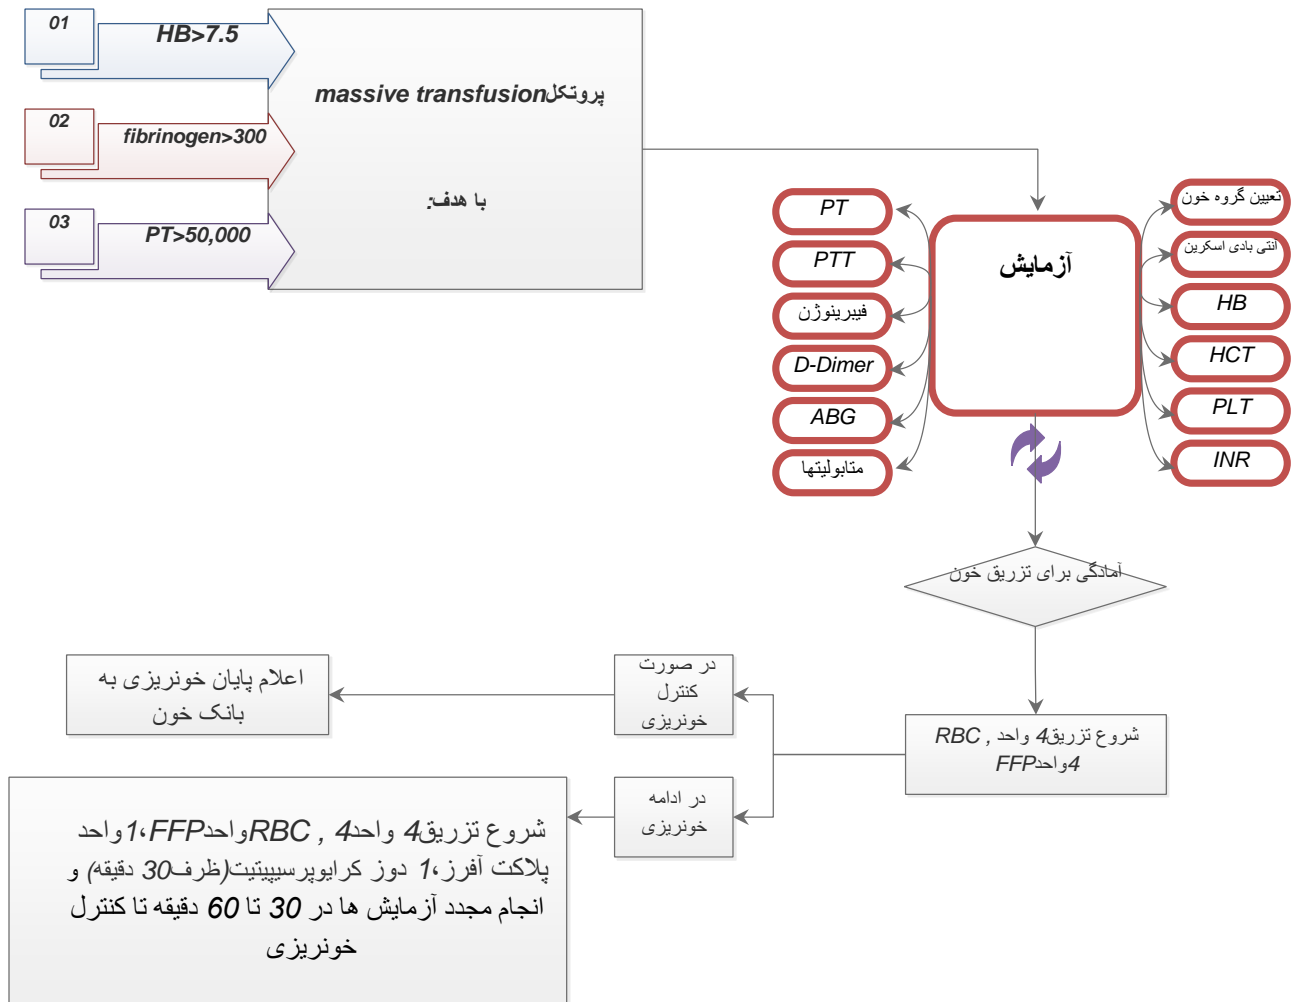 01
HB>7.5
02
fibrinogen>300
03
PT>50,000
پروتکل massive transfusion
با هدف:
آزمایش
PT
PTT
فیبرینوژن
D-Dimer
ABG
متابولیتها
تعیین گروه خون
انتی بادی اسکرین
HB
HCT
PLT
INR
آمادگی برای تزریق خون
شروع تزریق4 واحد , RBC
4واحدFFP
در صورت
کنترل
خونریزی
اعلام پایان خونریزی به
بانک خون
در ادامه
خونریزی
شروع تزریق4 واحد4 , RBCواحدFFP،1واحد
پلاکت آفرز،1 دوز کرایوپرسیپیتیت(ظرف30 دقیقه) و
انجام مجدد آزمایش ها در 30 تا 60 دقیقه تا کنترل
خونریزی